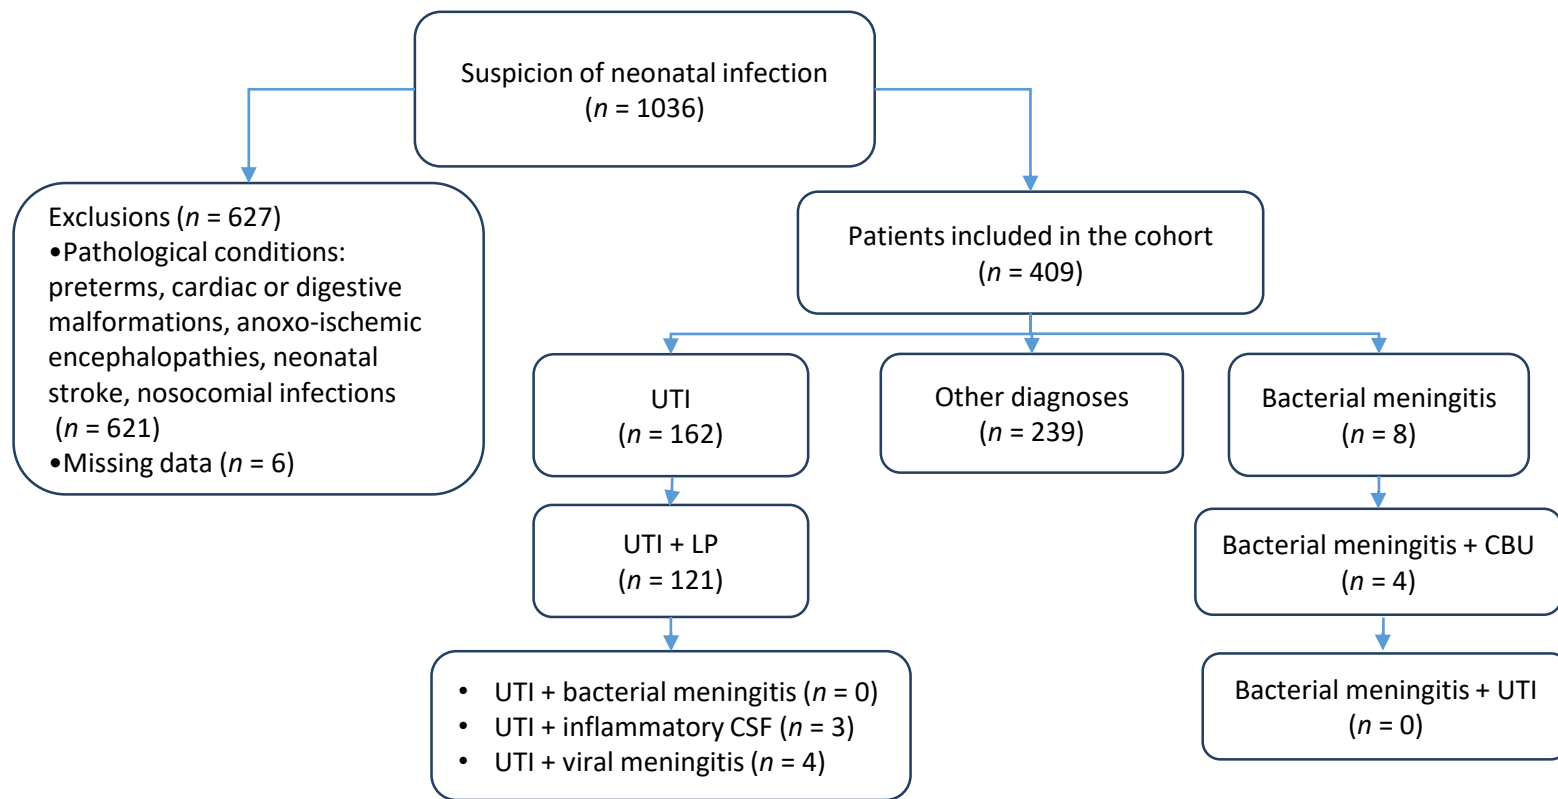 Suspicion of neonatal infection
(n = 1036)
Exclusions (n = 627)
•Pathological conditions:
preterms, cardiac or digestive
malformations, anoxo-ischemic
encephalopathies, neonatal
stroke, nosocomial infections
(n = 621)
•Missing data (n = 6)
Patients included in the cohort
(n = 409)
UTI
(n = 162)
Other diagnoses
(n = 239)
Bacterial meningitis
(n = 8)
UTI + LP
(n = 121)
Bacterial meningitis + CBU
(n = 4)
• UTI + bacterial meningitis (n = 0)
• UTI + inflammatory CSF (n = 3)
• UTI + viral meningitis (n = 4)
Bacterial meningitis + UTI
(n = 0)